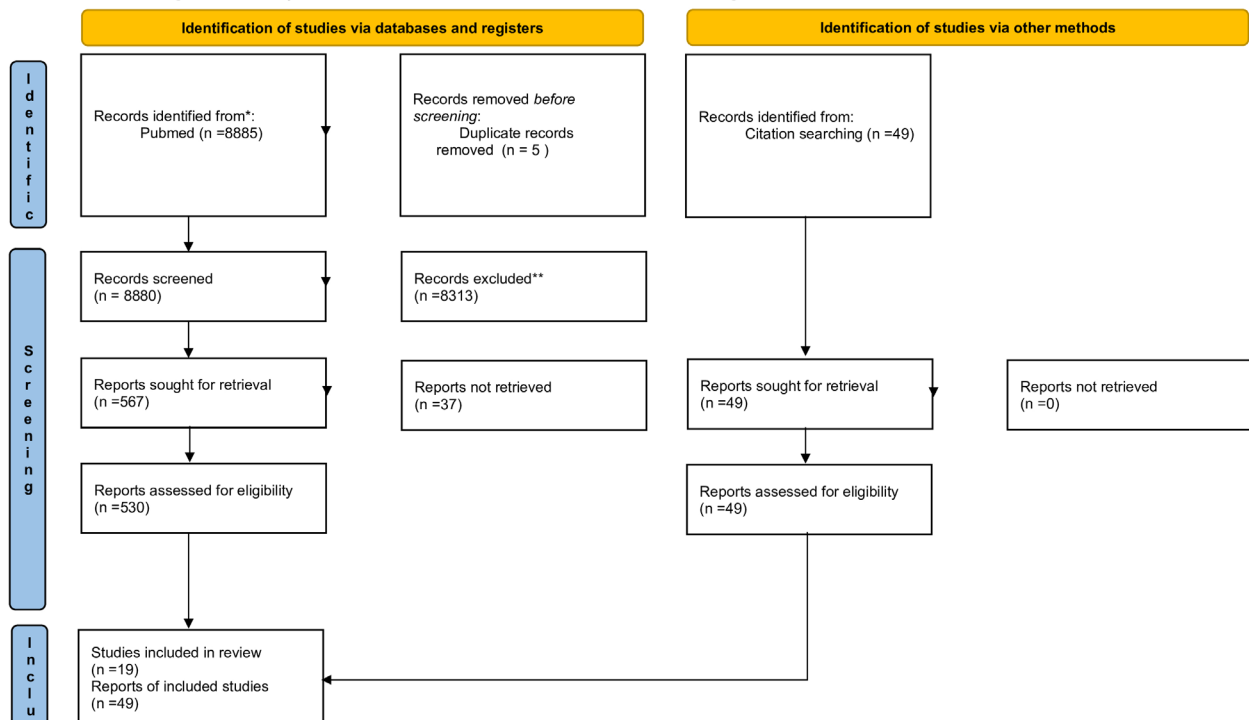 Identification of studies via databases and registers
Identification of studies via other methods
Identific
Records identified from*:
Pubmed (n =8885)
Records removed before
screening:
Duplicate records
removed (n = 5 )
Records identified from:
Citation searching (n =49)
Screening
Records screened
(n = 8880)
Records excluded**
(n =8313)
Reports sought for retrieval
(n =567)
Reports not retrieved
(n =37)
Reports sought for retrieval
(n =49)
Reports not retrieved
(n =0)
Reports assessed for eligibility
(n =530)
Reports assessed for eligibility
(n =49)
Inclu
Studies included in review
(n =19)
Reports of included studies
(n =49)